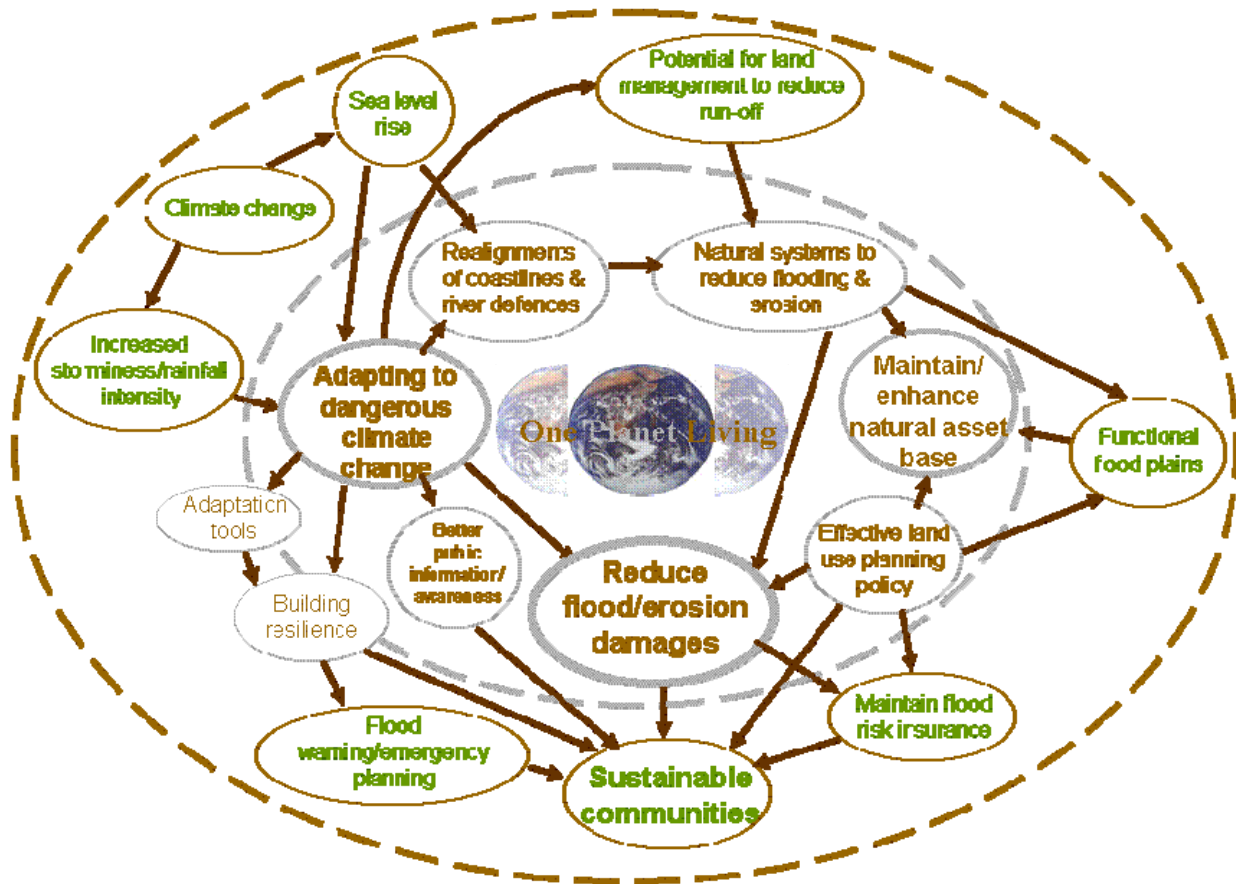 Potential for land
management to reduce
run-off
Sea level
rise
Climate change
Realignments
of coastlines &
river defences
Natural systems to
reduce flooding &
erosion
Increased
storminess/rainfall
intensity
Adapting to
dangerous
climate
change
One Planet Living
Maintain/
enhance
natural asset
base
Functional
food plains
Adaptation
tools
Better
public
information/
awareness
Effective land
use planning
policy
Reduce
flood/erosion
damages
Building
resilience
Maintain flood
risk insurance
Flood
warning/emergency
planning
Sustainable
communities